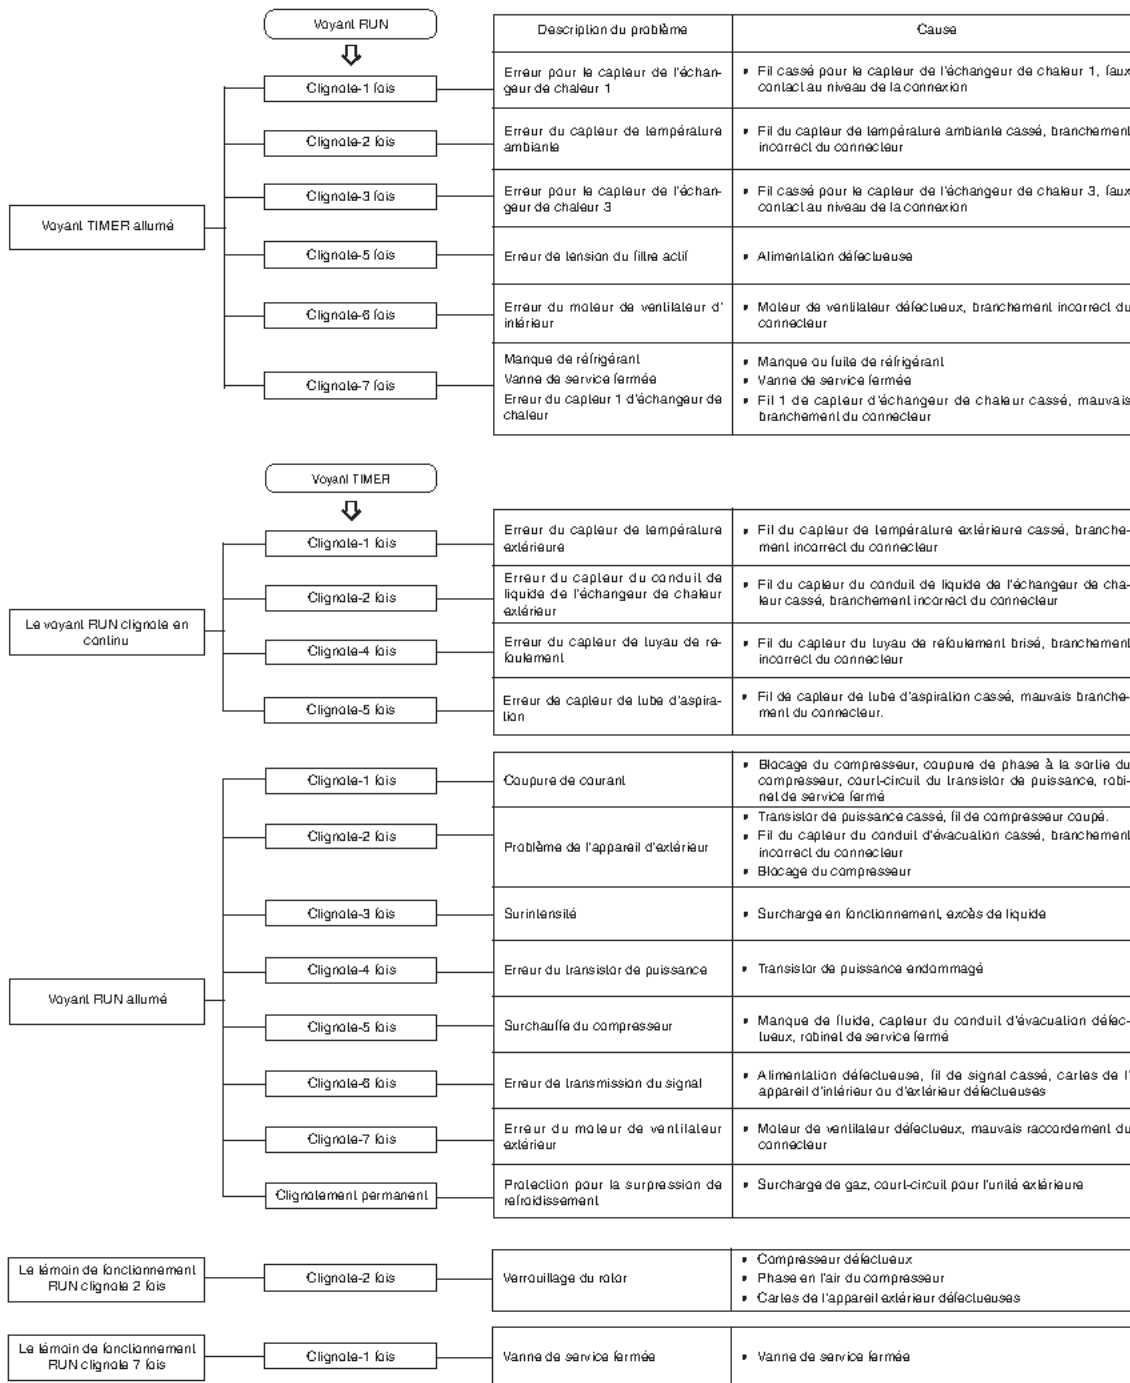 Voyant RUN
Description du problème
Cause
Voyant TIMER allumé
Clignote-1 fois
Erreur pour le capteur de l'échan-
geur de chaleur 1
• Fil cassé pour le capteur de l'échangeur de chaleur 1, faux
contact au niveau de la connexion
Clignote-2 fois
Erreur du capteur de température
ambiante
• Fil du capteur de température ambiante cassé, branchement
incorrect du connecteur
Clignote-3 fois
Erreur pour le capteur de l'échan-
geur de chaleur 3
• Fil cassé pour le capteur de l'échangeur de chaleur 3, faux
contact au niveau de la connexion
Clignote-5 fois
Erreur de tension du filtre actif
• Alimentation défectueuse
Clignote-6 fois
Erreur du moteur de ventilateur d'
intérieur
• Moteur de ventilateur défectueux, branchement incorrect du
connecteur
Clignote-7 fois
Manque de réfrigérant
Vanne de service fermée
Erreur du capteur 1 d'échangeur de
chaleur
• Manque ou fuite de réfrigérant
• Vanne de service fermée
• Fil 1 de capteur d'échangeur de chaleur cassé, mauvais
branchement du connecteur
Voyant TIMER
Le voyant RUN clignote en
continu
Clignote-1 fois
Erreur du capteur de température
extérieure
• Fil du capteur de température extérieure cassé, branche-
ment incorrect du connecteur
Clignote-2 fois
Erreur du capteur du conduit de
liquide de l'échangeur de chaleur
extérieur
• Fil du capteur du conduit de liquide de l'échangeur de cha-
leur cassé, branchement incorrect du connecteur
Clignote-4 fois
Erreur du capteur de tuyau de re-
foulement
• Fil du capteur du tuyau de refoulement brisé, branchement
incorrect du connecteur
Clignote-5 fois
Erreur de capteur de tube d'aspira-
tion
• Fil de capteur de tube d'aspiration cassé, mauvais branche-
ment du connecteur.
Voyant RUN allumé
Clignote-1 fois
Coupure de courant
• Blocage du compresseur, coupure de phase à la sortie du
compresseur, court-circuit du transistor de puissance, robi-
net de service fermé
Clignote-2 fois
Problème de l'appareil d'extérieur
• Transistor de puissance cassé, fil de compresseur coupé.
• Fil du capteur du conduit d'évacuation cassé, branchement
incorrect du connecteur
• Blocage du compresseur
Clignote-3 fois
Surintensité
• Surcharge en fonctionnement, excès de liquide
Clignote-4 fois
Erreur du transistor de puissance
• Transistor de puissance endommagé
Clignote-5 fois
Surchauffe du compresseur
• Manque de fluide, capteur du conduit d'évacuation défec-
tueux, robinet de service fermé
Clignote-6 fois
Erreur de transmission du signal
• Alimentation défectueuse, fil de signal cassé, cartes de l'
appareil d'intérieur ou d'extérieur défectueuses
Clignote-7 fois
Erreur du moteur de ventilateur
extérieur
• Moteur de ventilateur défectueux, mauvais raccordement du
connecteur
Clignotement permanent
Protection pour la surpression de
refroidissement
• Surcharge de gaz, court-circuit pour l'unité extérieure
Le témoin de fonctionnement
RUN clignote 2 fois
Clignote-2 fois
Verrouillage du rotor
• Compresseur défectueux
• Phase en l'air du compresseur
• Cartes de l'appareil extérieur défectueuses
Le témoin de fonctionnement
RUN clignote 7 fois
Clignote-1 fois
Vanne de service fermée
• Vanne de service fermée